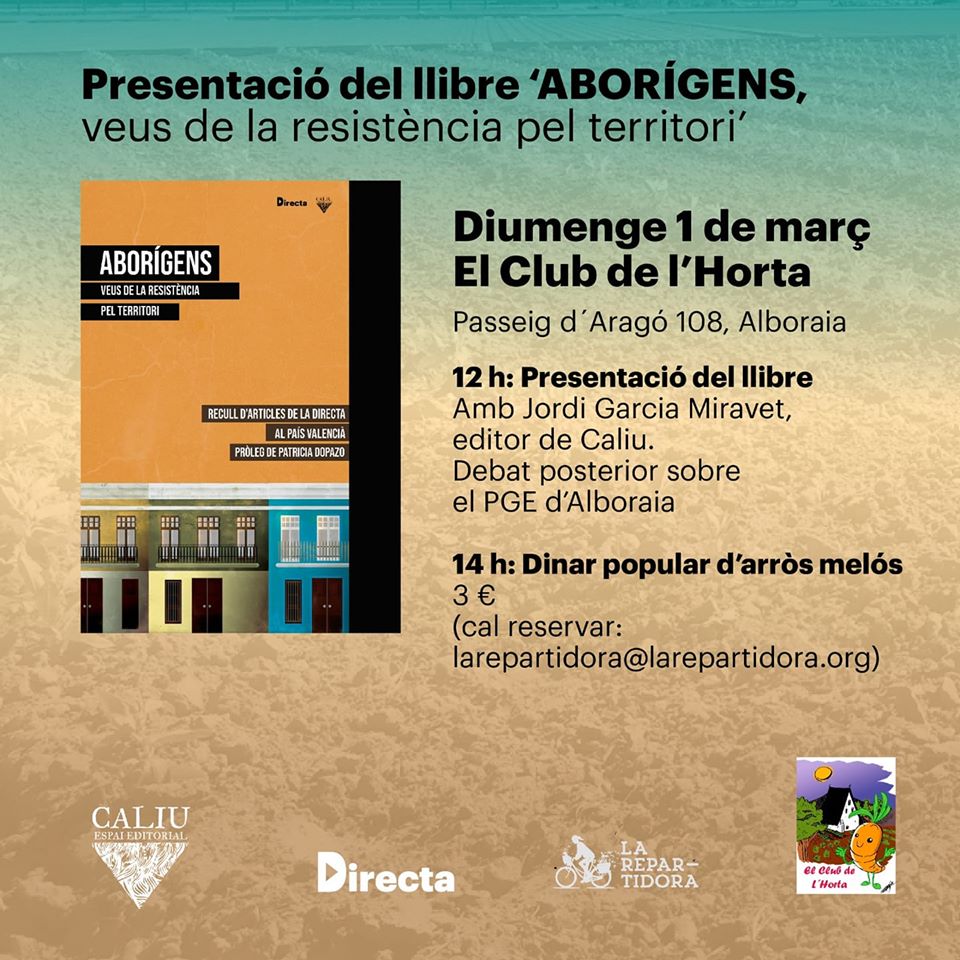 Presentació del llibre ‘ABORÍGENS,
veus de la resistència pel territori’
Directa
CALIU
ABORÍGENS
VEUS DE LA RESISTÈNCIA
PEL TERRITORI
RECULL D'ARTICLES DE LA DIRECTA
AL PAÍS VALENCIÀ
PRÒLEG DE PATRICIA DOPAZO
Diumenge 1 de març
El Club de l’Horta
Passeig d´Aragó 108, Alboraia
12 h: Presentació del llibre
Amb Jordi Garcia Miravet,
editor de Caliu.
Debat posterior sobre
el PGE d’Alboraia
14 h: Dinar popular d’arròs melós
3 €
(cal reservar:
larepartidora@larepartidora.org)
CALIU
ESPAI EDITORIAL
Directa
LA
REPAR-
TIDORA
El Club de
L´Horta